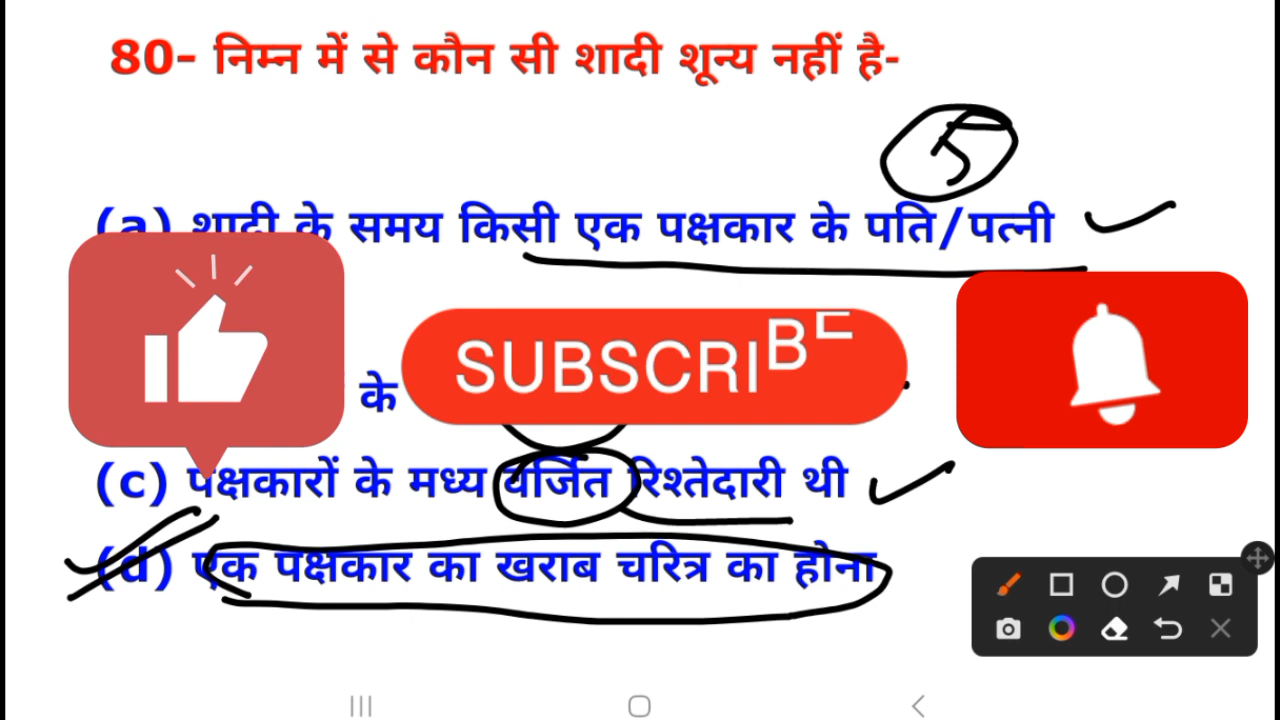 80- निम्न में से कौन सी शादी शून्य नहीं है-
5
(a) शादी के समय किसी एक पक्षकार के पति/पत्नी
SUBSCRIBE
के
(c) पक्षकारों के मध्य वर्जित रिश्तेदारी थी
(d) एक पक्षकार का खराब चरित्र का होना